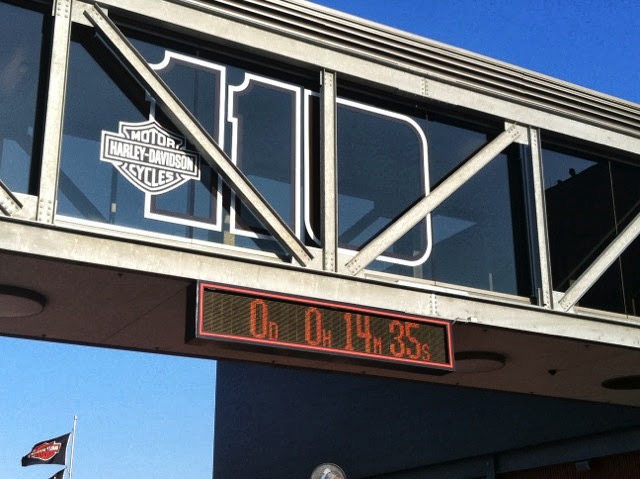 110
MOTOR
HARLEY-DAVIDSON
CYCLES
0D 0H 14M 35S